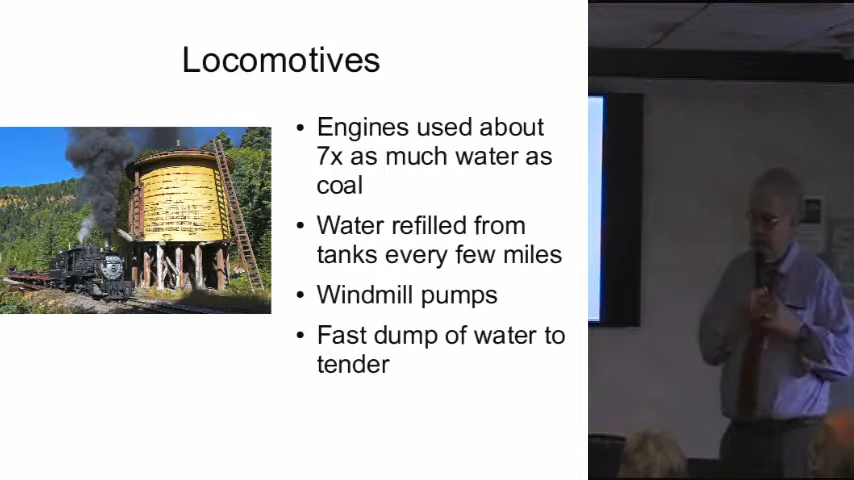 Locomotives
• Engines used about
7x as much water as
coal
• Water refilled from
tanks every few miles
• Windmill pumps
• Fast dump of water to
tender